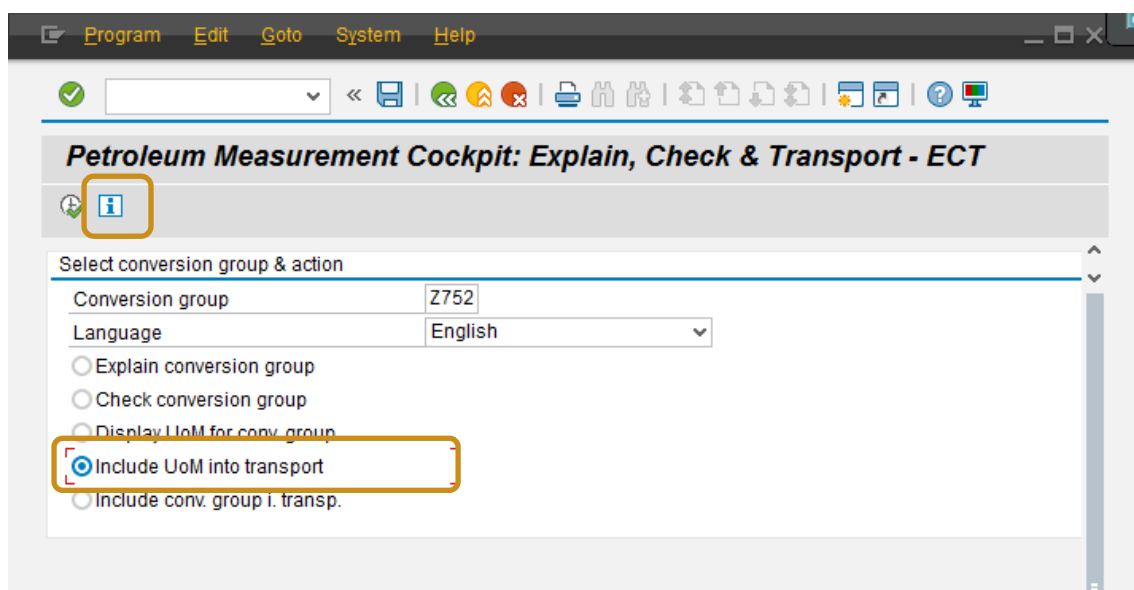 Program Edit Goto System Help
Petroleum Measurement Cockpit: Explain, Check & Transport - ECT
Select conversion group & action
Conversion group Z752
Language English
Explain conversion group
Check conversion group
Display UoM for conv. group
Include UoM into transport
Include conv. group i. transp.